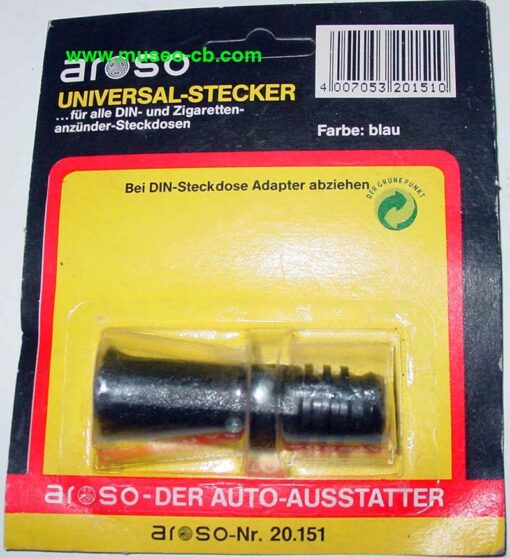 www.museo-cb.com
aroso
UNIVERSAL-STECKER
...für alle DIN- und Zigaretten-
anzünder-Steckdosen
4 007053 201510
Farbe: blau
Bei DIN-Steckdose Adapter abziehen
DER GRÜNE PUNKT
aroso-DER AUTO-AUSSTATTER
aroso-Nr. 20.151